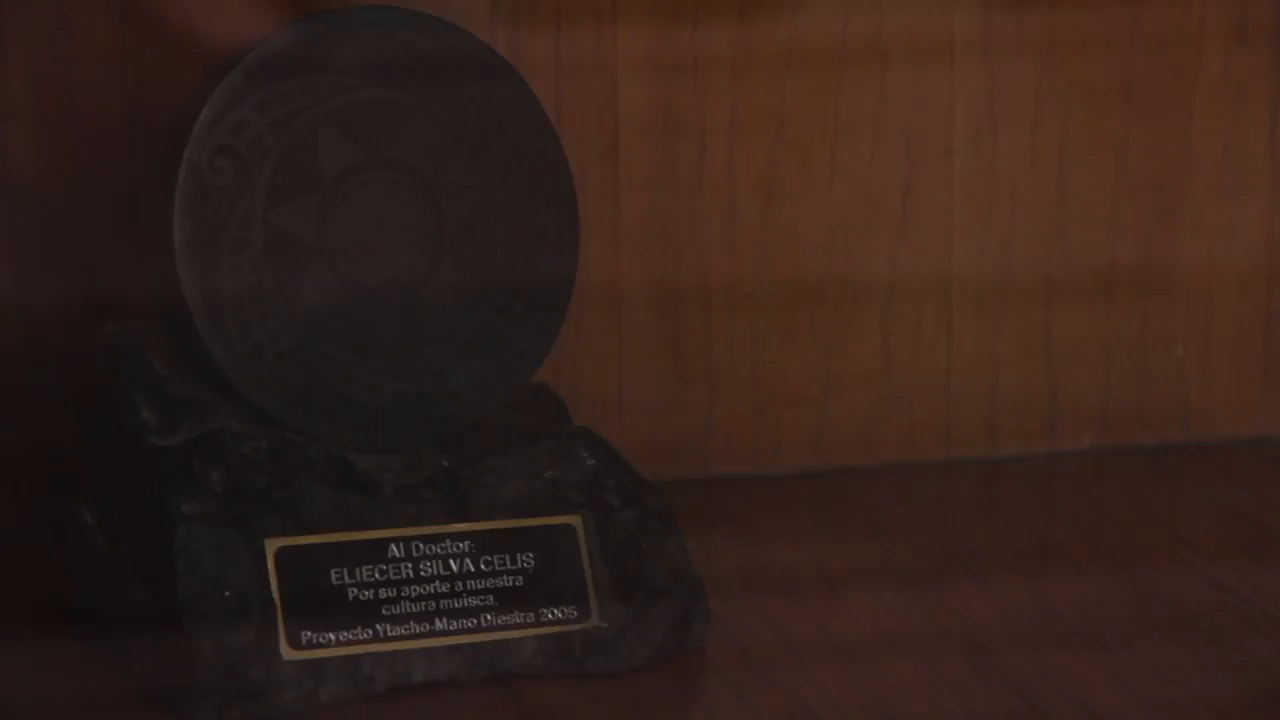 Al Doctor:
ELIECER SILVA CELIS
Por su aporte a nuestra
cultura muisca.
Proyecto Ytacho-Mano Diestra 2005